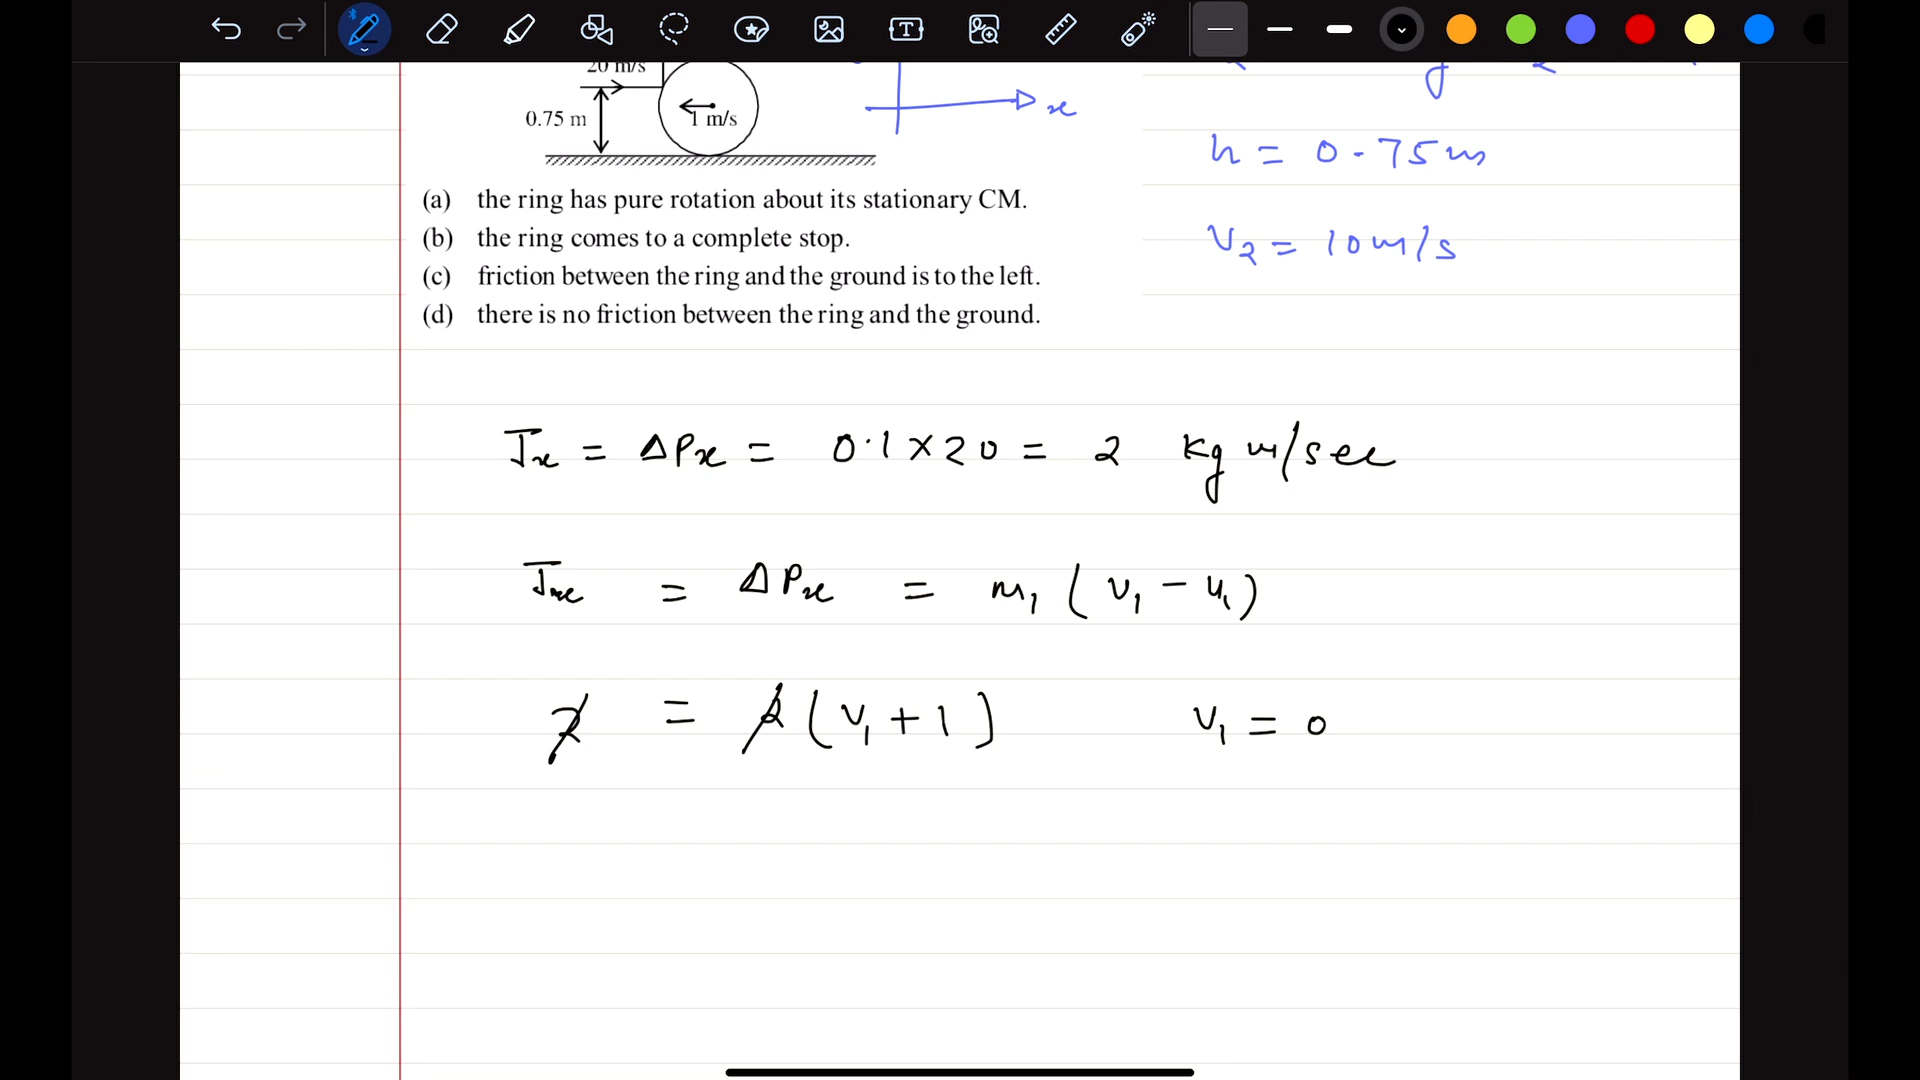 20 m/s
0.75 m
1 m/s
x
h = 0.75m
v₂ = 10m/s
(a) the ring has pure rotation about its stationary CM.
(b) the ring comes to a complete stop.
(c) friction between the ring and the ground is to the left.
(d) there is no friction between the ring and the ground.
Jx = ΔPx = 0.1 × 20 = 2 kg m/sec
Jx = ΔPx = m₁ ( v₁ - u₁ )
2 = 2 ( v₁ + 1 ) v₁ = 0